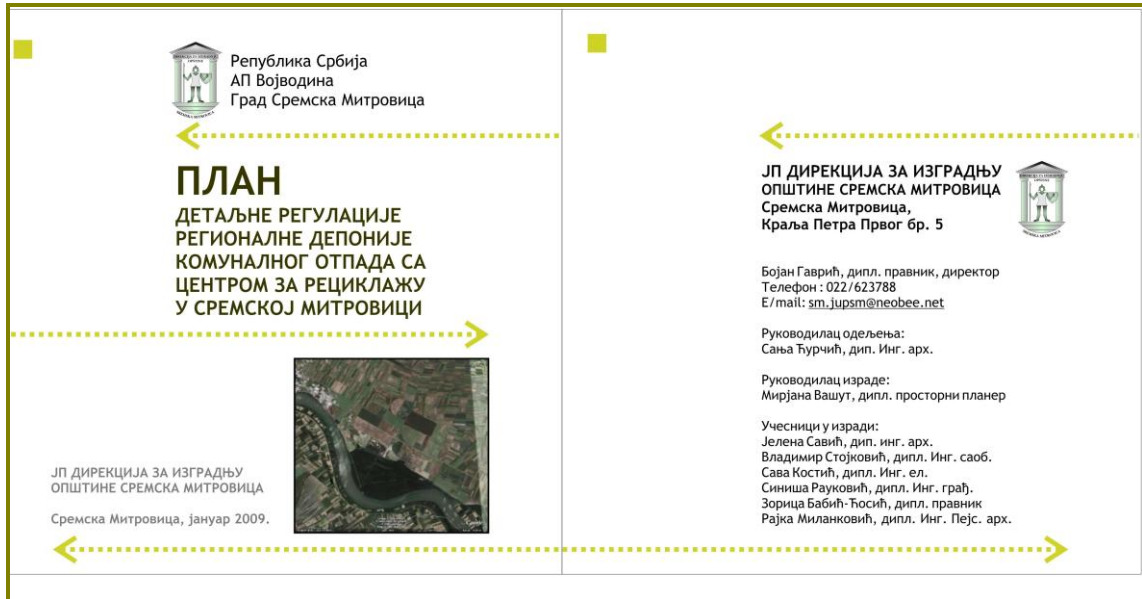 Република Србија
АП Војводина
Град Сремска Митровица
ПЛАН
ДЕТАЉНЕ РЕГУЛАЦИЈЕ
РЕГИОНАЛНЕ ДЕПОНИЈЕ
КОМУНАЛНОГ ОТПАДА СА
ЦЕНТРОМ ЗА РЕЦИКЛАЖУ
У СРЕМСКОЈ МИТРОВИЦИ
ЈП ДИРЕКЦИЈА ЗА ИЗГРАДЊУ
ОПШТИНЕ СРЕМСКА МИТРОВИЦА
Сремска Митровица, јануар 2009.
ЈП ДИРЕКЦИЈА ЗА ИЗГРАДЊУ
ОПШТИНЕ СРЕМСКА МИТРОВИЦА
Сремска Митровица,
Краља Петра Првог бр. 5
Бојан Гаврић, дипл. правник, директор
Телефон : 022/623788
E/mail: sm.jupsm@neobee.net
Руководилац одељења:
Сања Ћурчић, дип. Инг. арх.
Руководилац израде:
Мирјана Вашут, дипл. просторни планер
Учесници у изради:
Јелена Савић, дип. инг. арх.
Владимир Стојковић, дипл. Инг. саоб.
Сава Костић, дипл. Инг. ел.
Синиша Рауковић, дипл. Инг. грађ.
Зорица Бабић-Ћосић, дипл. правник
Рајка Миланковић, дипл. Инг. Пејс. арх.